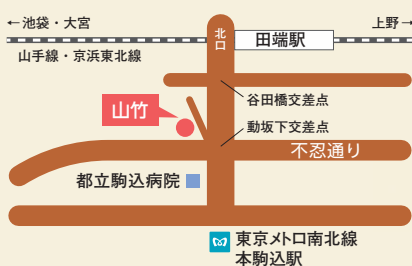 ←池袋・大宮
上野→
北口
田端駅
山手線・京浜東北線
谷田橋交差点
山竹
動坂下交差点
不忍通り
都立駒込病院
東京メトロ南北線
本駒込駅